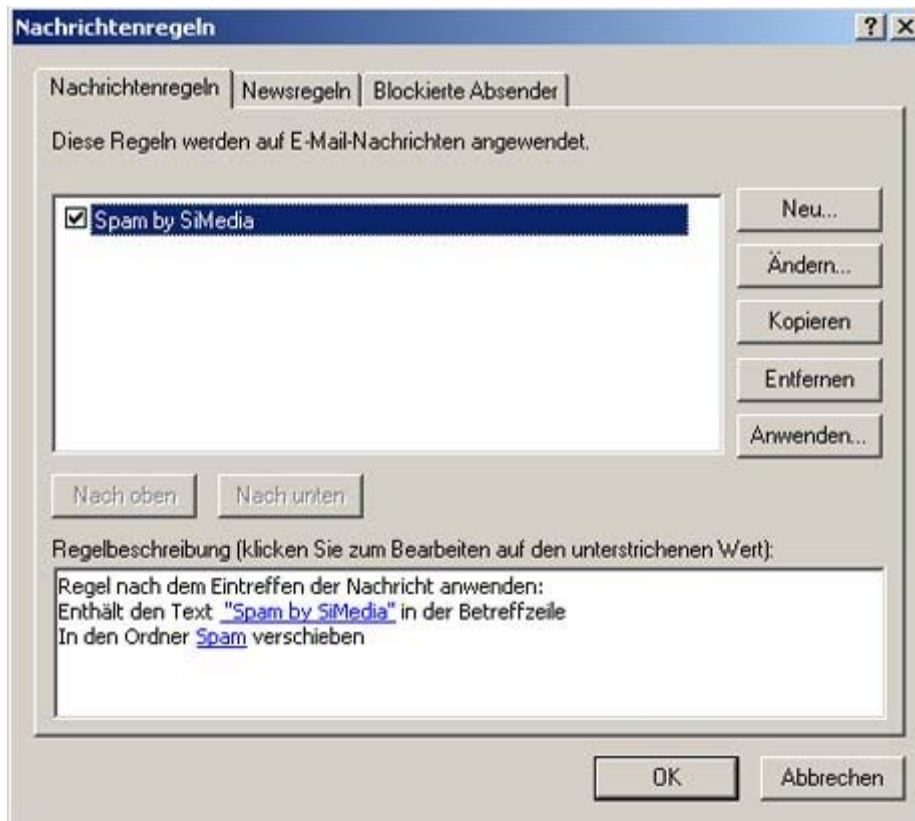 Nachrichtenregeln
Nachrichtenregeln Newsregeln Blockierte Absender
Diese Regeln werden auf E-Mail-Nachrichten angewendet.
Spam by SiMedia
Neu...
Ändern...
Kopieren
Entfernen
Anwenden...
Nach oben Nach unten
Regelbeschreibung (klicken Sie zum Bearbeiten auf den unterstrichenen Wert):
Regel nach dem Eintreffen der Nachricht anwenden:
Enthält den Text "Spam by SiMedia" in der Betreffzeile
In den Ordner Spam verschieben
OK Abbrechen